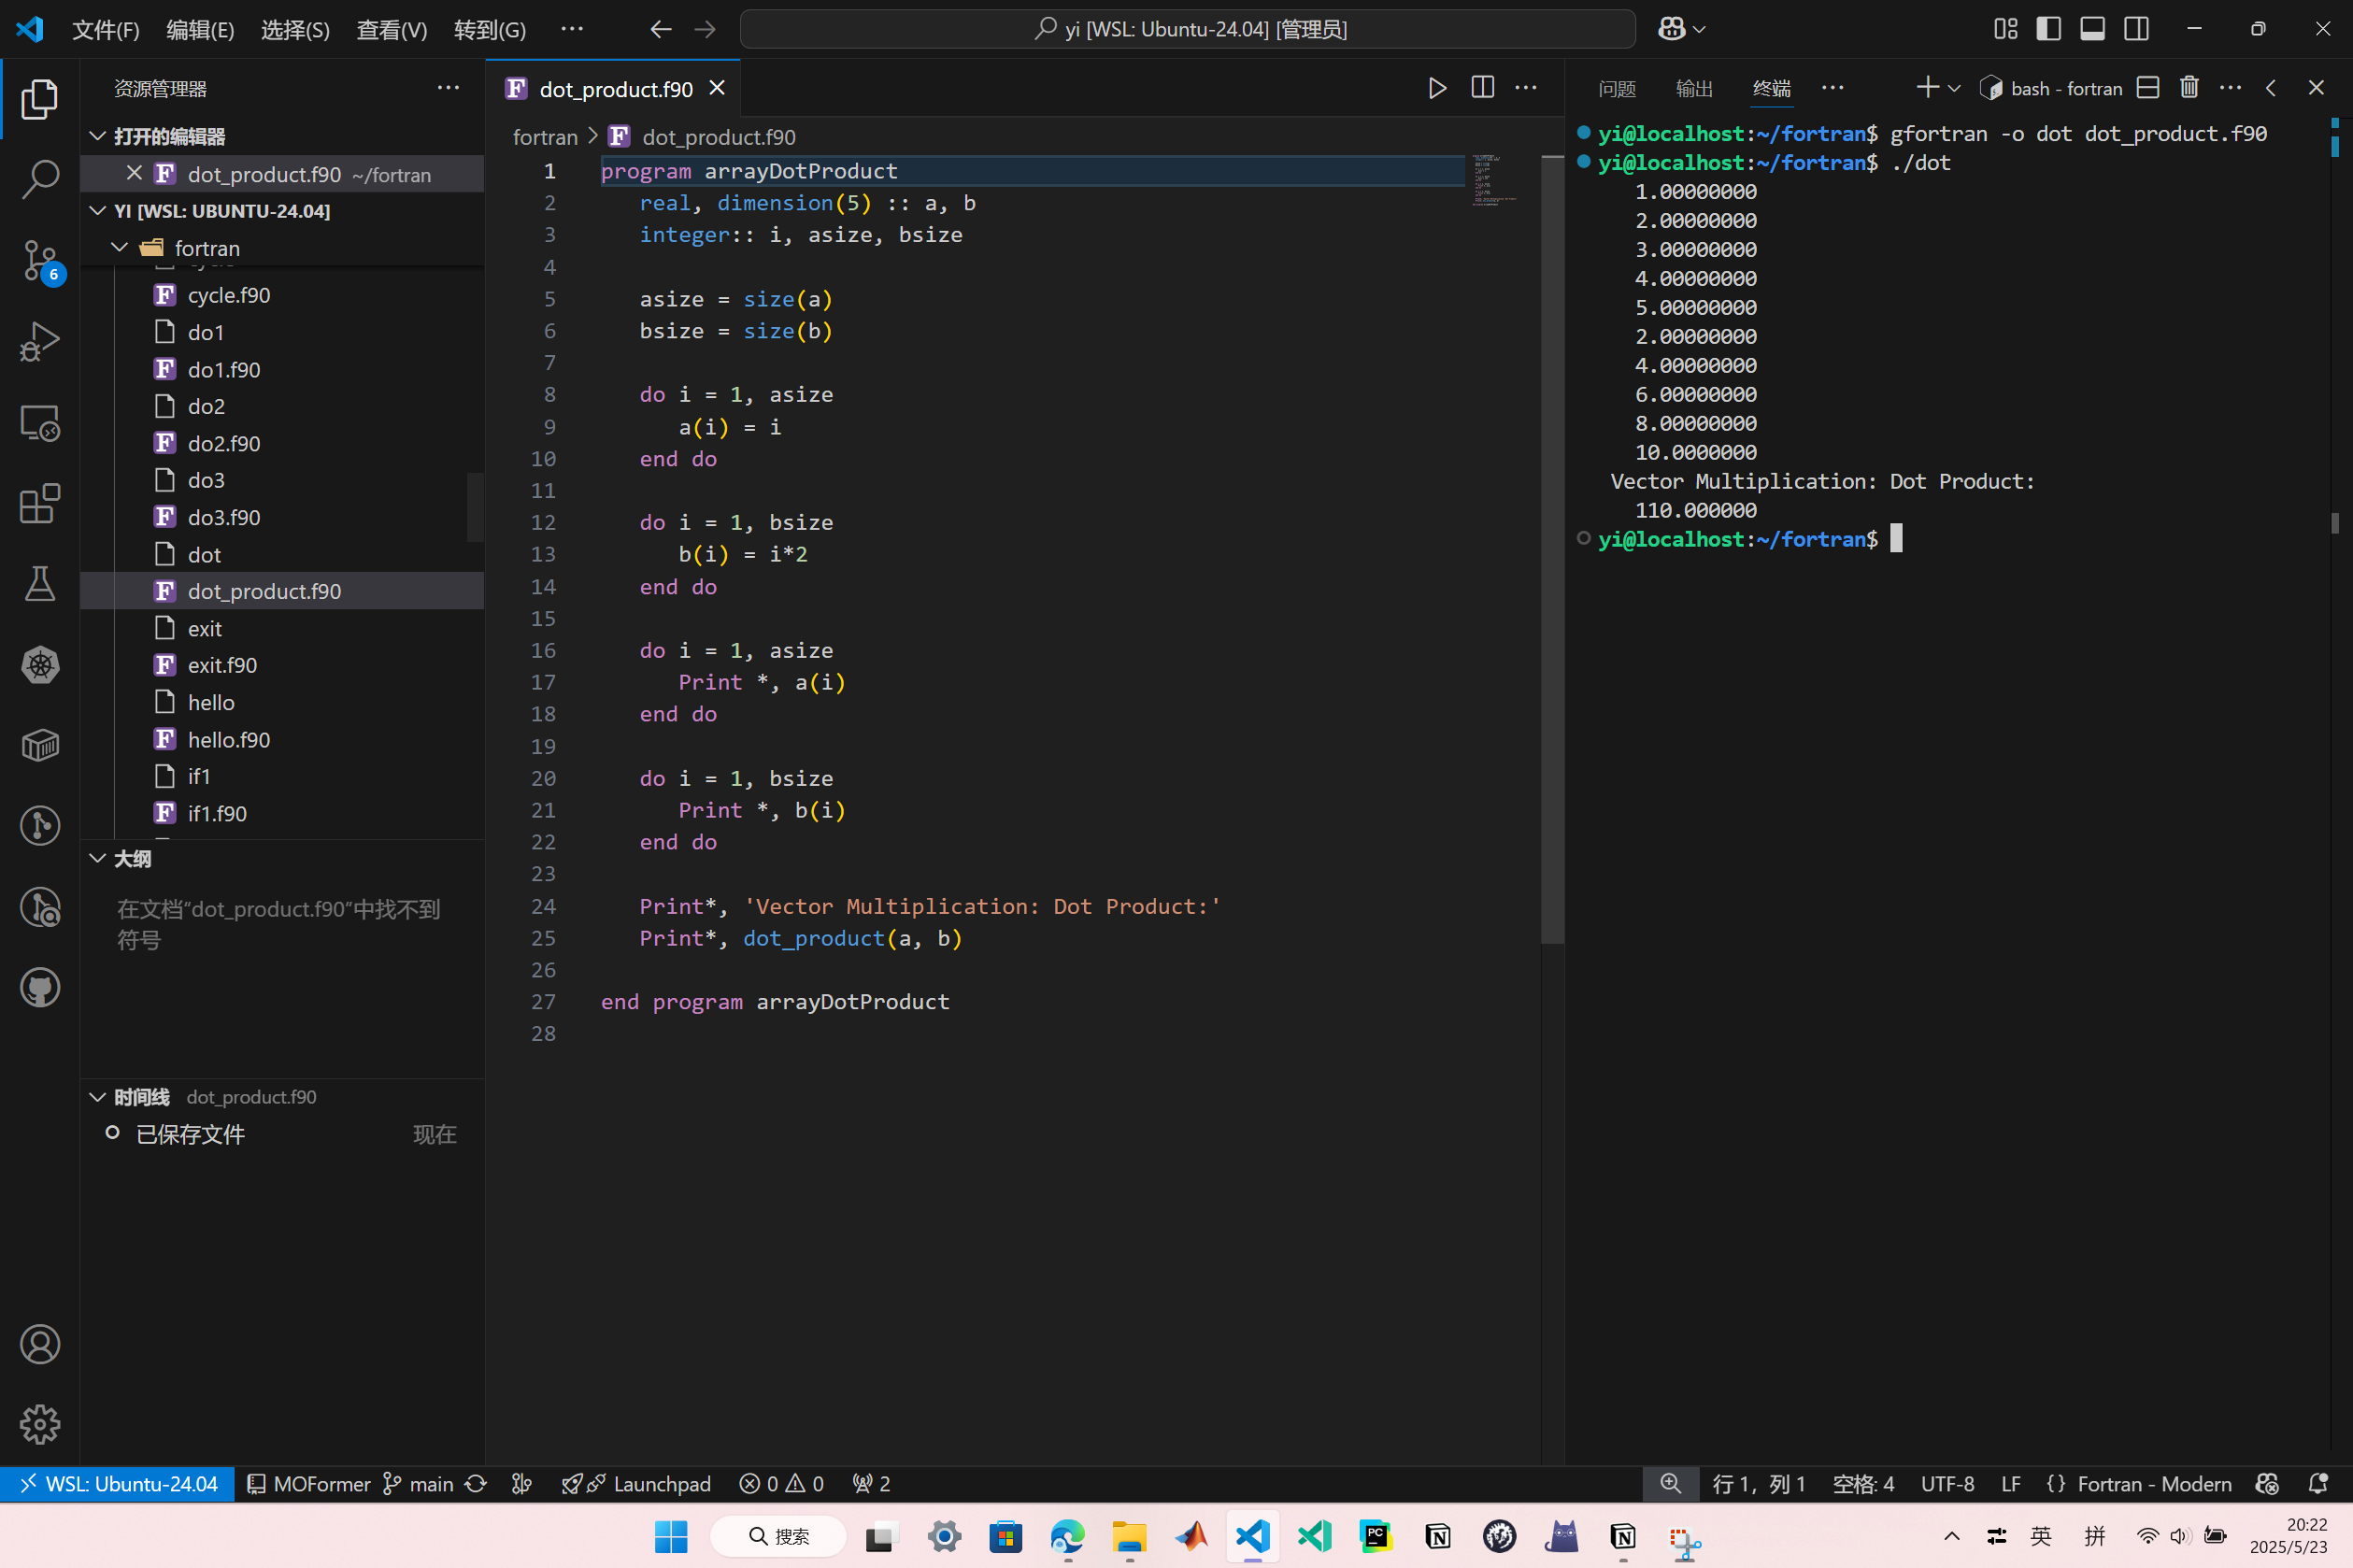 文件(F) 编辑(E) 选择(S) 查看(V) 转到(G) ··· yi [WSL: Ubuntu-24.04] [管理员]
资源管理器
打开的编辑器
dot_product.f90 ~/fortran
YI [WSL: UBUNTU-24.04]
fortran
cycle.f90
do1
do1.f90
do2
do2.f90
do3
do3.f90
dot
dot_product.f90
exit
exit.f90
hello
hello.f90
if1
if1.f90
大纲
在文档“dot_product.f90”中找不到
符号
时间线 dot_product.f90
已保存文件 现在
6
dot_product.f90
fortran > dot_product.f90
1 program arrayDotProduct
2    real, dimension(5) :: a, b
3    integer:: i, asize, bsize
4
5    asize = size(a)
6    bsize = size(b)
7
8    do i = 1, asize
9       a(i) = i
10    end do
11
12    do i = 1, bsize
13       b(i) = i*2
14    end do
15
16    do i = 1, asize
17       Print *, a(i)
18    end do
19
20    do i = 1, bsize
21       Print *, b(i)
22    end do
23
24    Print*, 'Vector Multiplication: Dot Product:'
25    Print*, dot_product(a, b)
26
27 end program arrayDotProduct
28
问题 输出 终端 ··· bash - fortran
yi@localhost:~/fortran$ gfortran -o dot dot_product.f90
yi@localhost:~/fortran$ ./dot
1.00000000
2.00000000
3.00000000
4.00000000
5.00000000
2.00000000
4.00000000
6.00000000
8.00000000
10.0000000
Vector Multiplication: Dot Product:
110.000000
yi@localhost:~/fortran$
WSL: Ubuntu-24.04 MOFormer main Launchpad 0 0 2 行 1，列 1 空格: 4 UTF-8 LF {} Fortran - Modern
搜索 PC 英 拼 20:22
2025/5/23